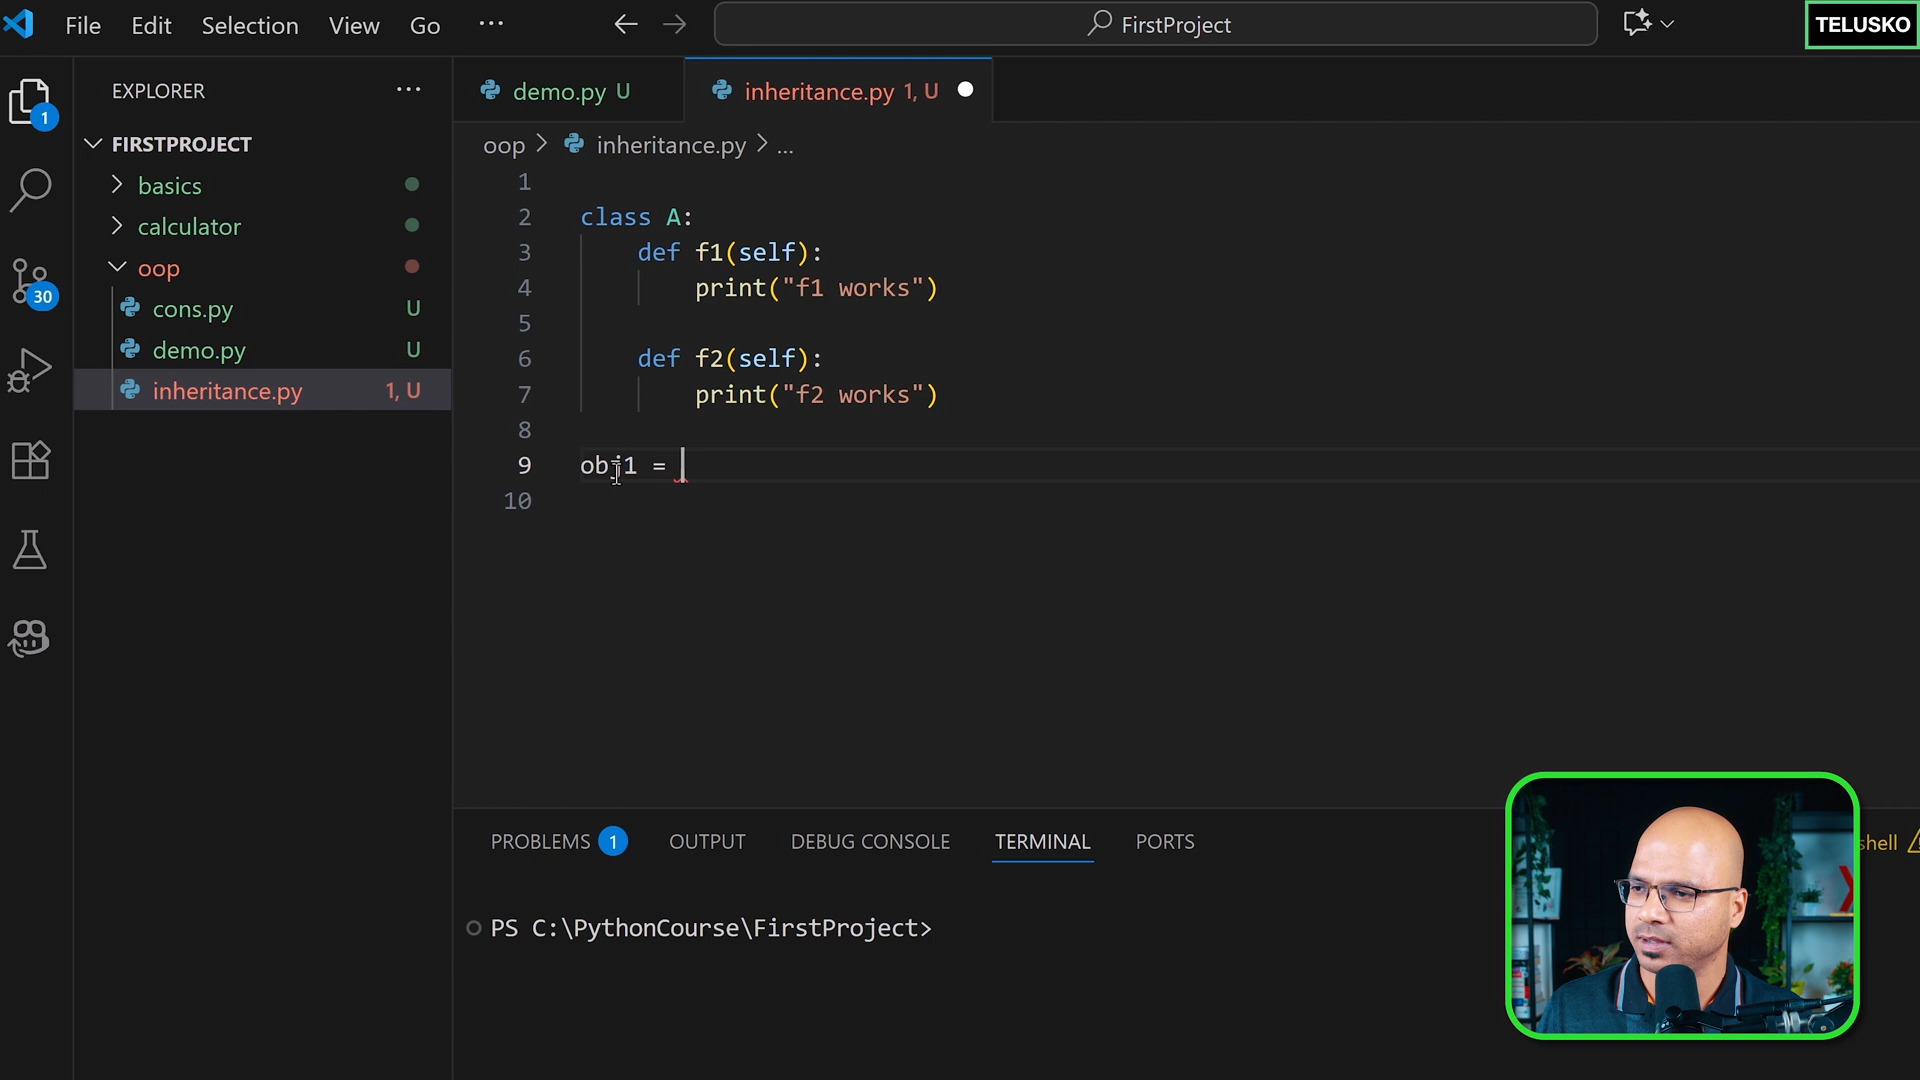 File Edit Selection View Go ...
FirstProject
TELUSKO
EXPLORER ...
demo.py U
inheritance.py 1, U
1
FIRSTPROJECT
oop > inheritance.py > ...
basics
calculator
oop
cons.py U
demo.py U
inheritance.py 1, U
30
1
2 class A:
3 def f1(self):
4 print("f1 works")
5
6 def f2(self):
7 print("f2 works")
8
9 obj1 =
10
PROBLEMS 1 OUTPUT DEBUG CONSOLE TERMINAL PORTS
shell
PS C:\PythonCourse\FirstProject>